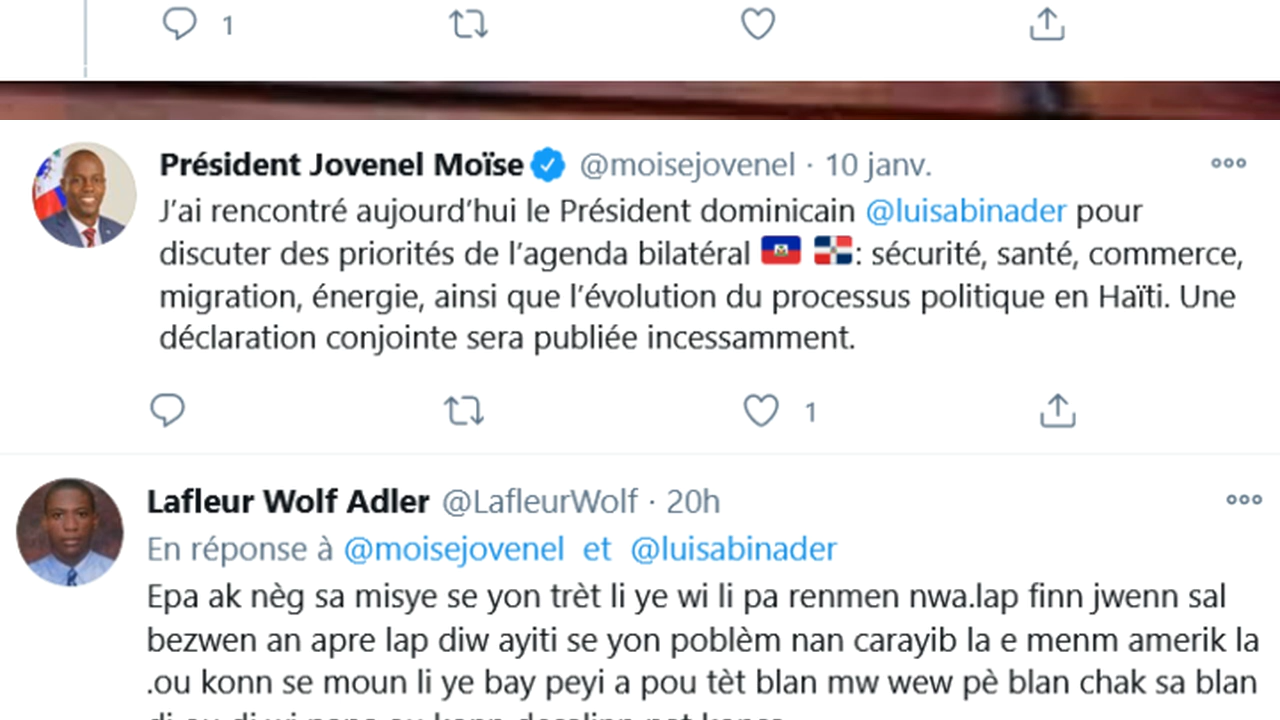 1
Président Jovenel Moïse @moisejovenel · 10 janv.
J’ai rencontré aujourd’hui le Président dominicain @luisabinader pour
discuter des priorités de l’agenda bilatéral : sécurité, santé, commerce,
migration, énergie, ainsi que l’évolution du processus politique en Haïti. Une
déclaration conjointe sera publiée incessamment.
1
Lafleur Wolf Adler @LafleurWolf · 20h
En réponse à @moisejovenel et @luisabinader
Epa ak nèg sa misye se yon trèt li ye wi li pa renmen nwa.lap finn jwenn sal
bezwen an apre lap diw ayiti se yon poblèm nan carayib la e menm amerik la
.ou konn se moun li ye bay peyi a pou tèt blan mw wew pè blan chak sa blan